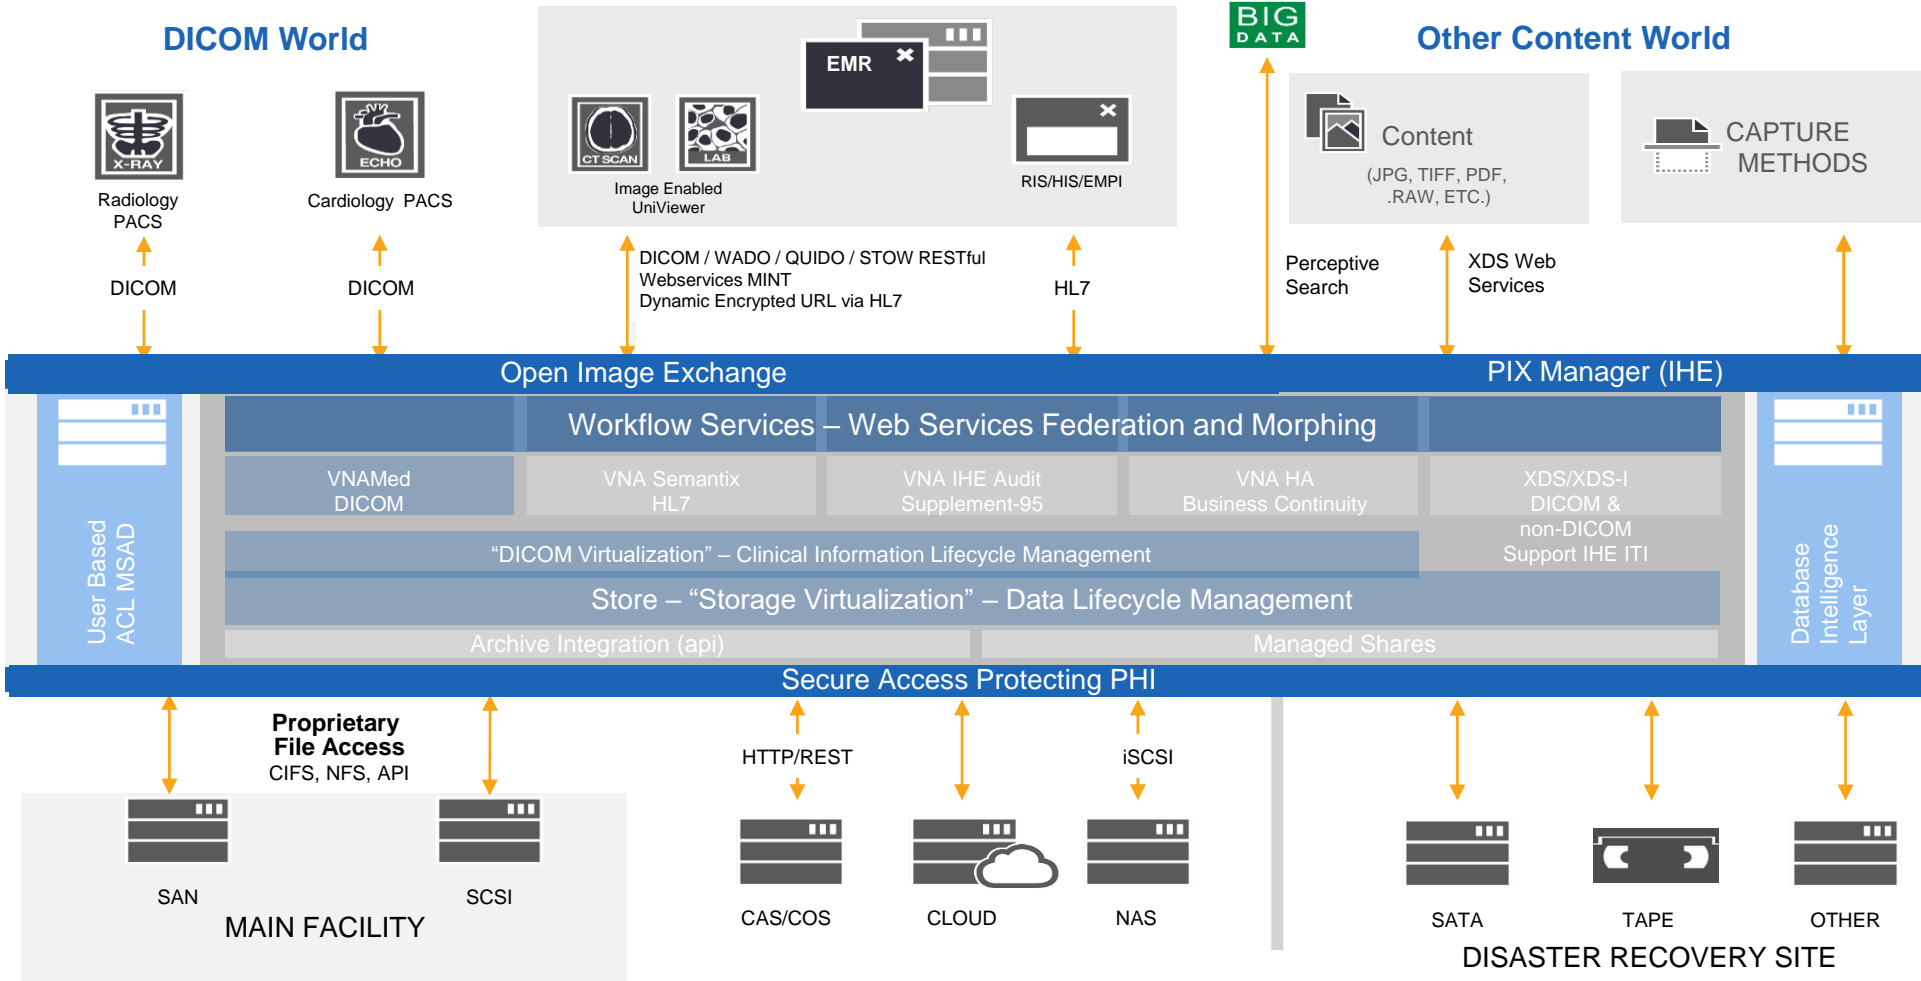 DICOM World
BIG
DATA
Other Content World
EMR
X-RAY
ECHO
CT SCAN
LAB
Radiology
PACS
Cardiology PACS
Image Enabled
UniViewer
RIS/HIS/EMPI
Content
(JPG, TIFF, PDF,
.RAW, ETC.)
CAPTURE
METHODS
DICOM
DICOM
DICOM / WADO / QUIDO / STOW RESTful
Webservices MINT
Dynamic Encrypted URL via HL7
HL7
Perceptive
Search
XDS Web
Services
Open Image Exchange
PIX Manager (IHE)
User Based
ACL MSAD
Workflow Services – Web Services Federation and Morphing
VNAMed
DICOM
VNA Semantix
HL7
VNA IHE Audit
Supplement-95
VNA HA
Business Continuity
XDS/XDS-I
DICOM &
non-DICOM
Support IHE ITI
“DICOM Virtualization” – Clinical Information Lifecycle Management
Store – “Storage Virtualization” – Data Lifecycle Management
Archive Integration (api)
Managed Shares
Database
Intelligence
Layer
Secure Access Protecting PHI
Proprietary
File Access
CIFS, NFS, API
HTTP/REST
iSCSI
SAN
SCSI
MAIN FACILITY
CAS/COS
CLOUD
NAS
SATA
TAPE
OTHER
DISASTER RECOVERY SITE